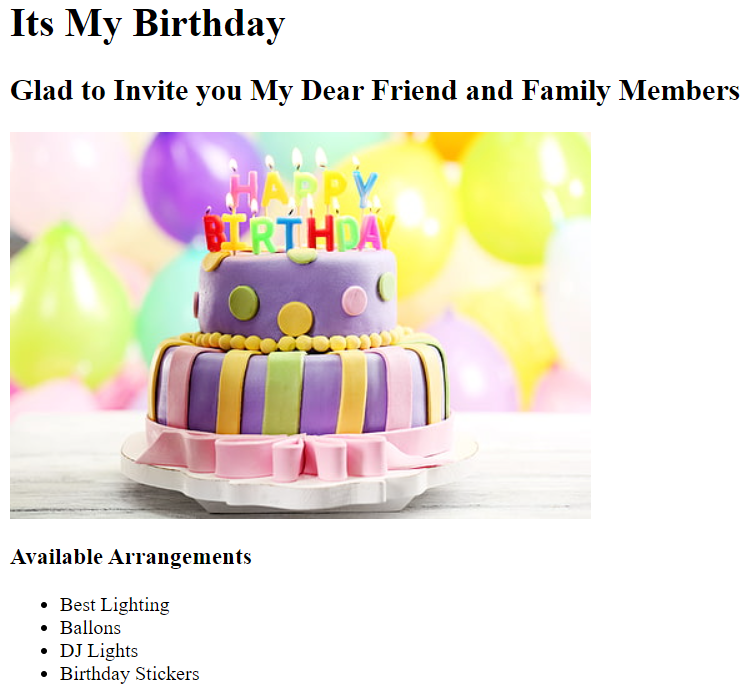 Its My Birthday
Glad to Invite you My Dear Friend and Family Members
HAPPY
BIRTHDAY
Available Arrangements
Best Lighting
Ballons
DJ Lights
Birthday Stickers